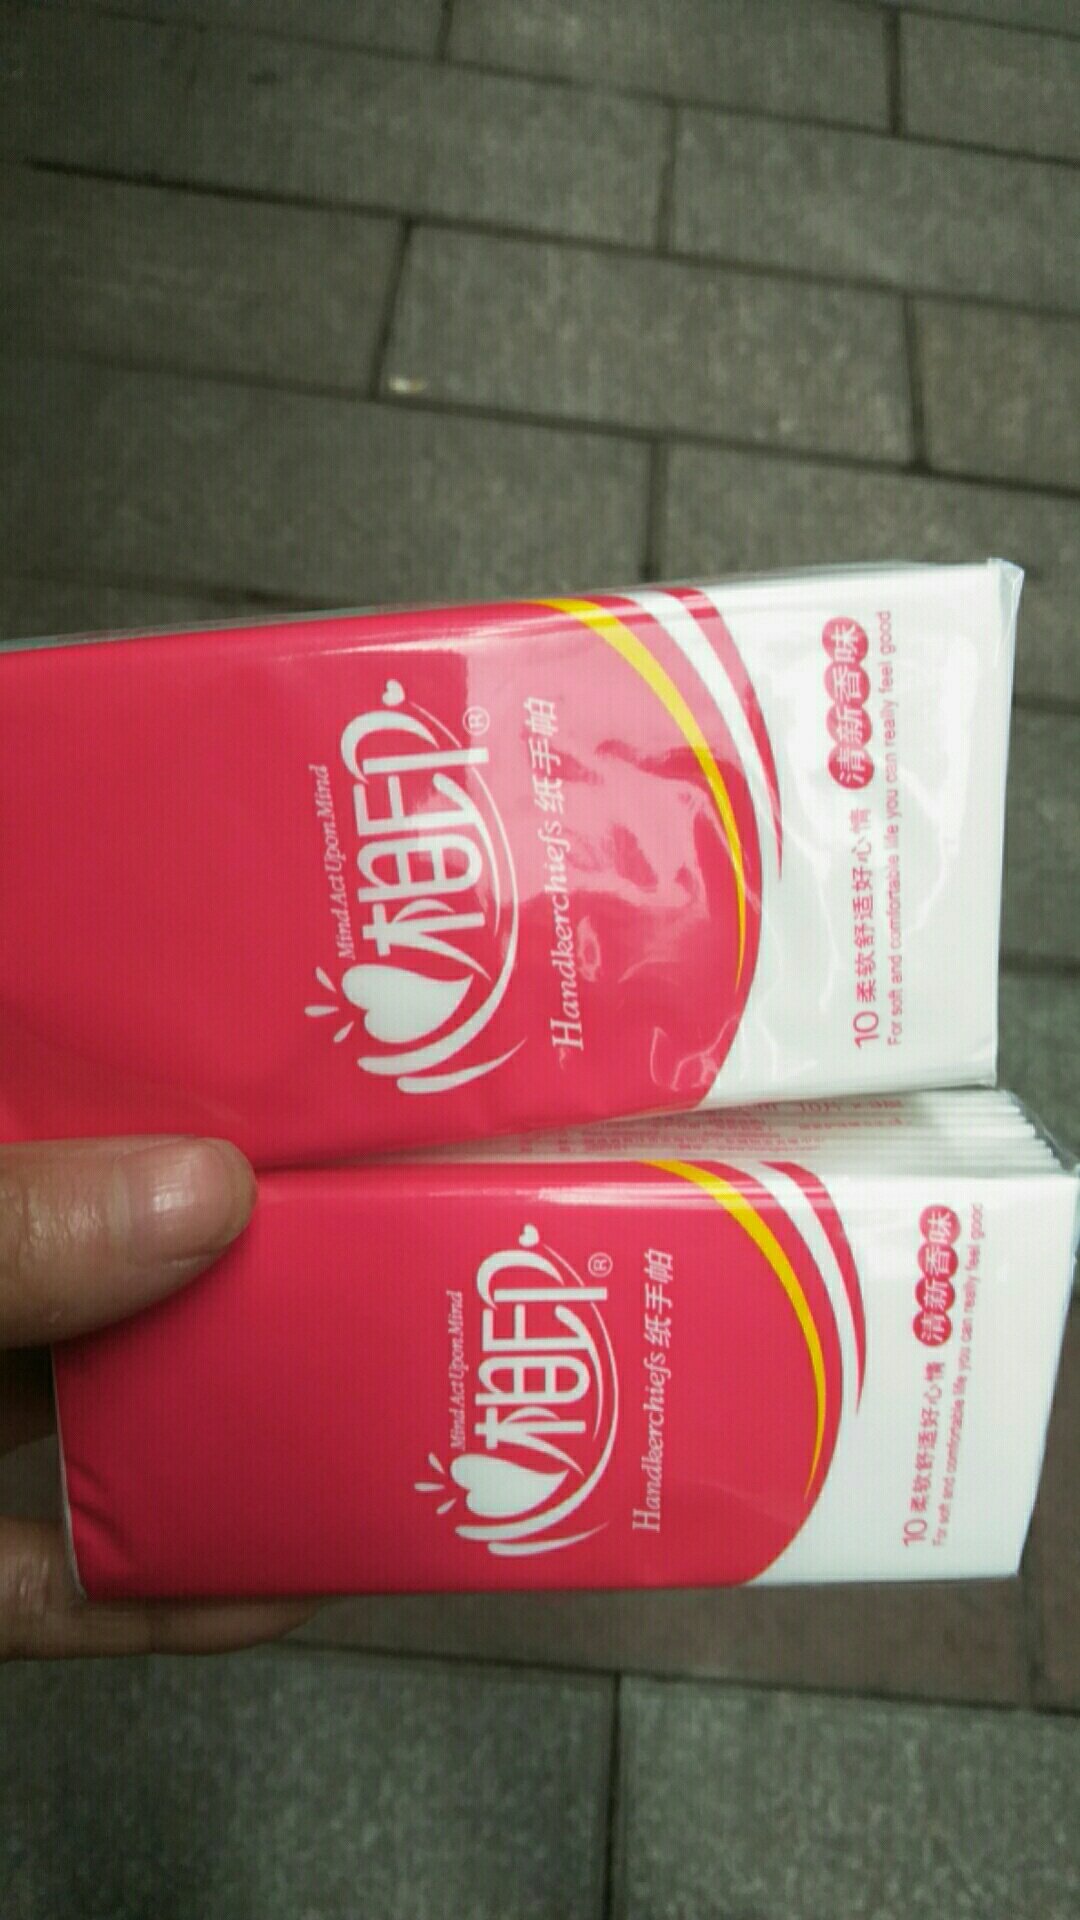 Mind Act Upon Mind
心相印®
Handkerchiefs 纸手帕
10 柔软舒适好心情 清新香味
For soft and comfortable life you can really feel good
Mind Act Upon Mind
心相印®
Handkerchiefs 纸手帕
10 柔软舒适好心情 清新香味
For soft and comfortable life you can really feel good